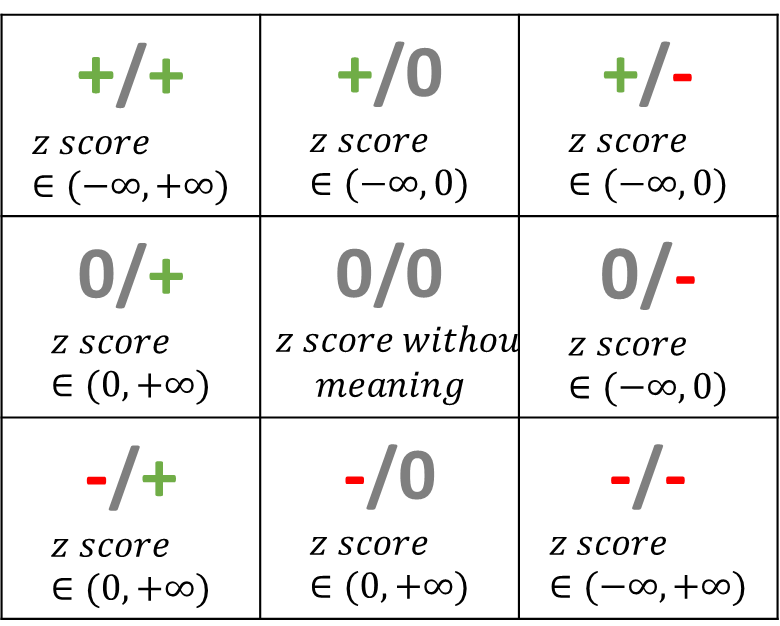 +/+ +/0 +/-
z score z score z score
∈ (−∞, +∞) ∈ (−∞, 0) ∈ (−∞, 0)
0/+ 0/0 0/-
z score z score withou z score
∈ (0, +∞) meaning ∈ (−∞, 0)
-/+ -/0 -/-
z score z score z score
∈ (0, +∞) ∈ (0, +∞) ∈ (−∞, +∞)